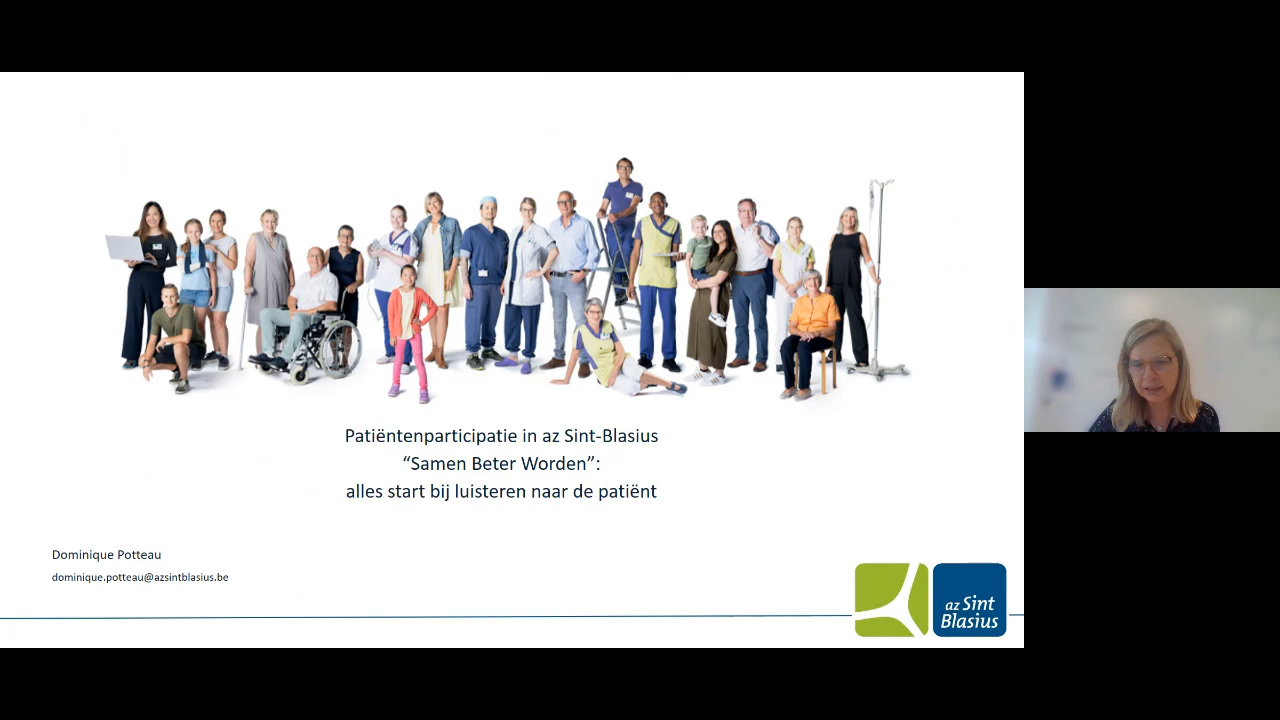 Patiëntenparticipatie in az Sint-Blasius
“Samen Beter Worden”:
alles start bij luisteren naar de patiënt
Dominique Potteau
dominique.potteau@azsintblasius.be
az Sint
Blasius